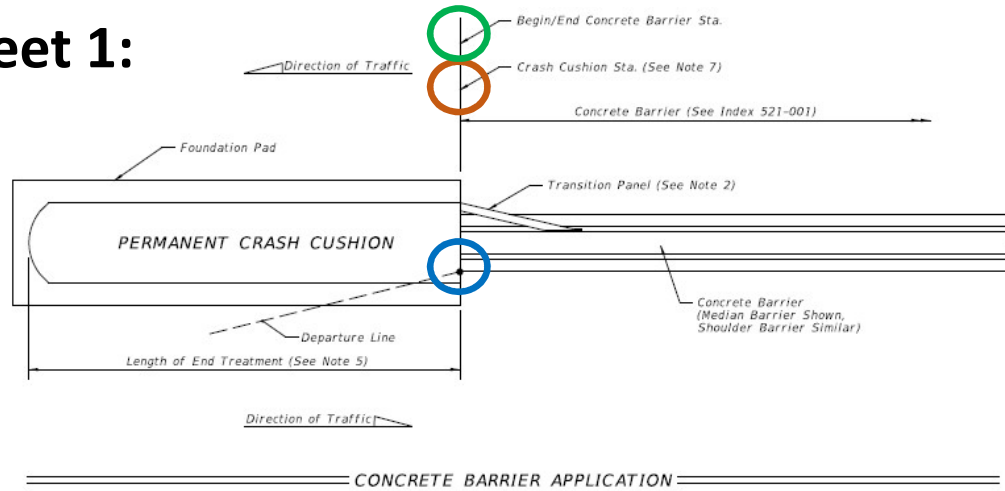 eet 1:
Begin/End Concrete Barrier Sta.
Direction of Traffic
Crash Cushion Sta. (See Note 7)
Concrete Barrier (See Index 521-001)
Foundation Pad
Transition Panel (See Note 2)
PERMANENT CRASH CUSHION
Concrete Barrier
(Median Barrier Shown,
Shoulder Barrier Similar)
Departure Line
Length of End Treatment (See Note 5)
Direction of Traffic
CONCRETE BARRIER APPLICATION